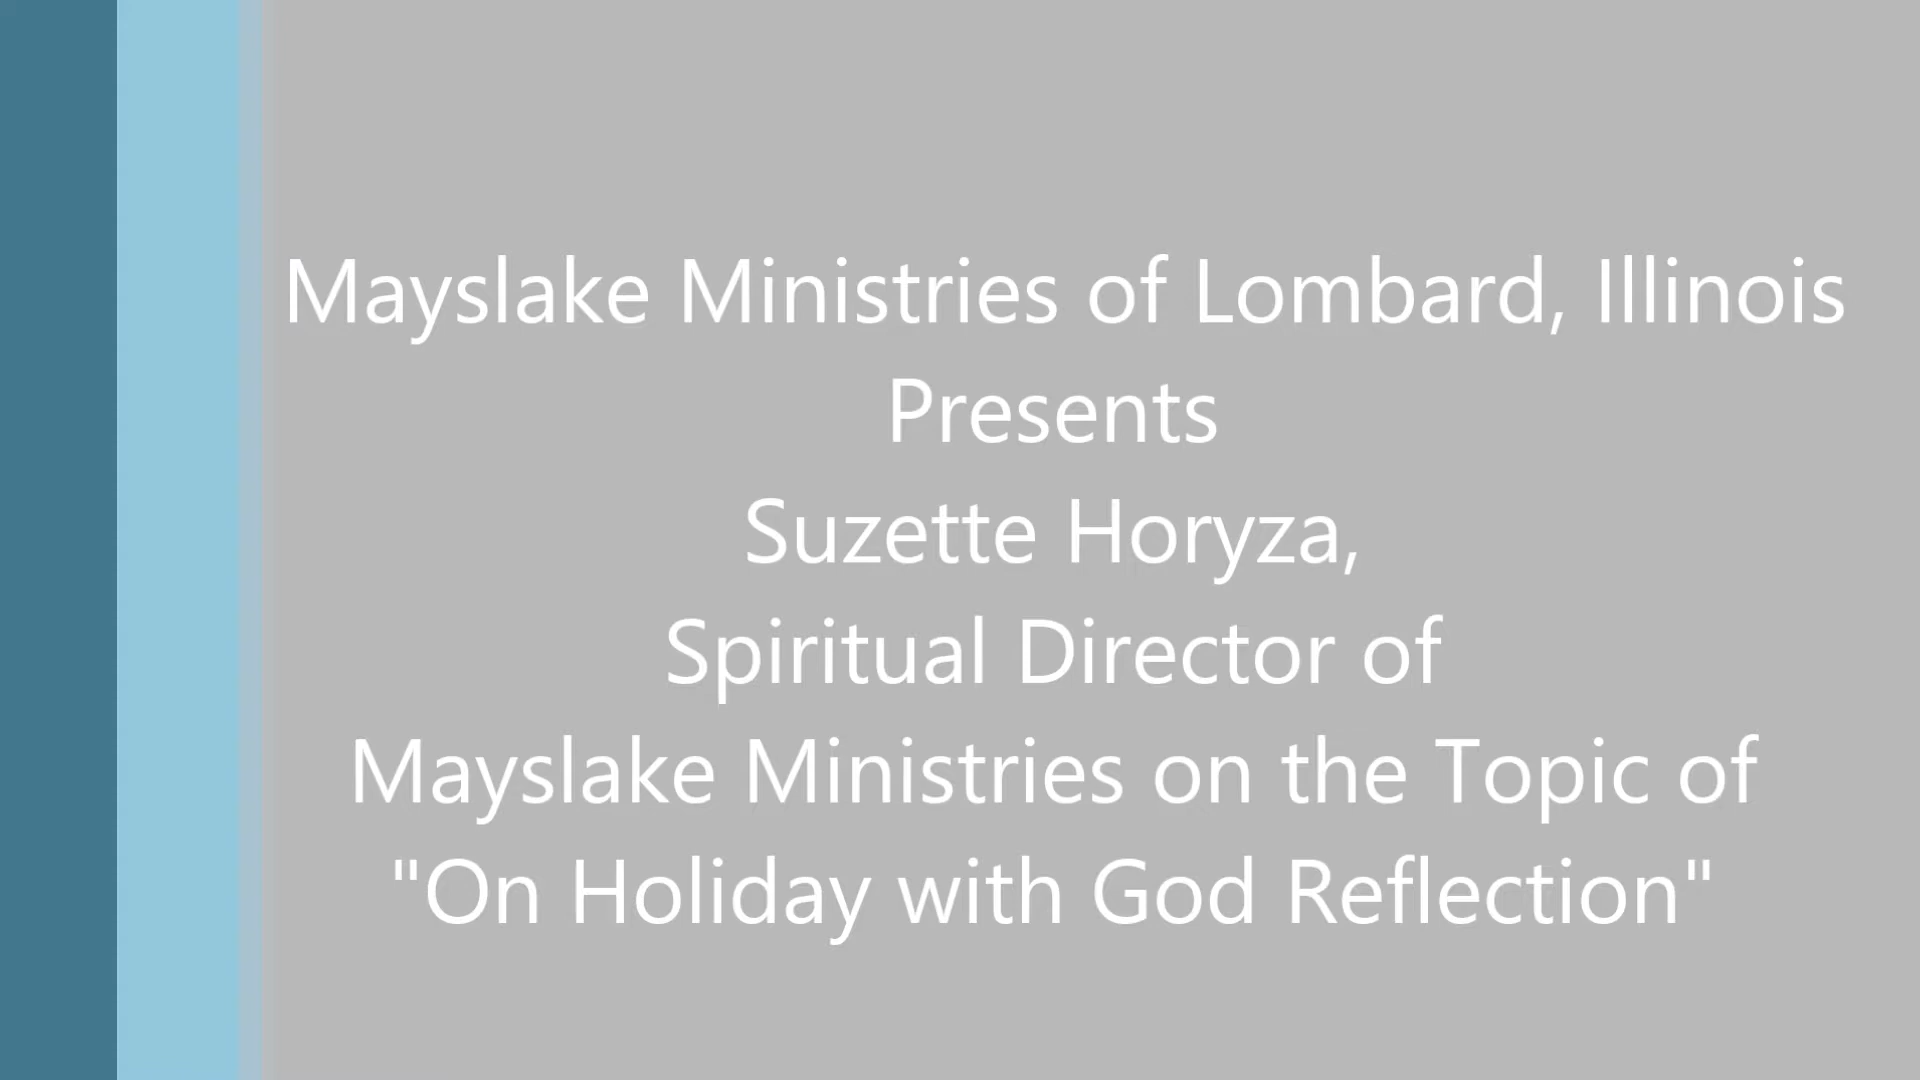 Mayslake Ministries of Lombard, Illinois
Presents
Suzette Horyza,
Spiritual Director of
Mayslake Ministries on the Topic of
"On Holiday with God Reflection"